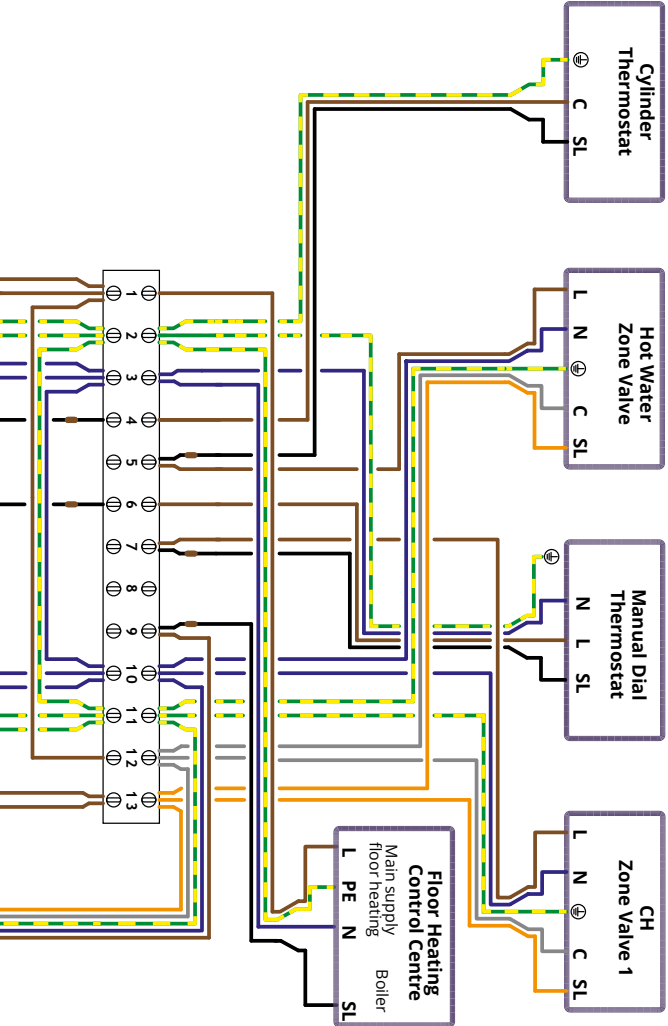 Cylinder
Thermostat
C
SL
Hot Water
Zone Valve
L
N
C
SL
Manual Dial
Thermostat
N
L
SL
CH
Zone Valve 1
L
N
C
SL
Floor Heating
Control Centre
Main supply
floor heating
Boiler
L
PE
N
SL
1
2
3
4
5
6
7
8
9
10
11
12
13